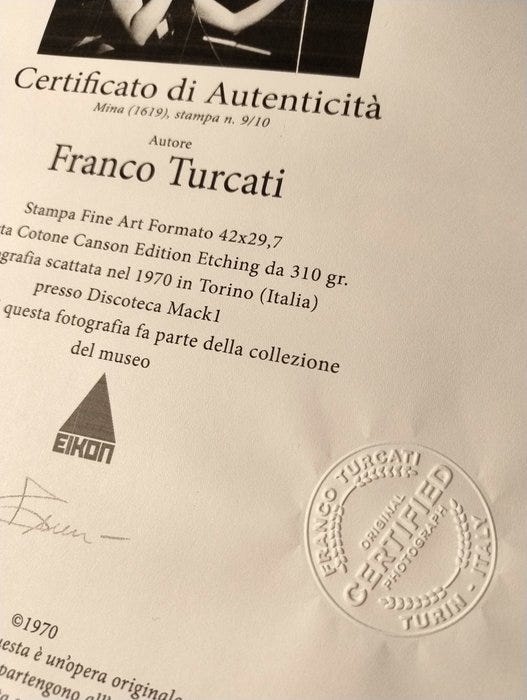 Certificato di Autenticità
Mina (1619), stampa n. 9/10
Autore
Franco Turcati
Stampa Fine Art Formato 42x29,7
ta Cotone Canson Edition Etching da 310 gr.
grafia scattata nel 1970 in Torino (Italia)
presso Discoteca Mack1
questa fotografia fa parte della collezione
del museo
EIKON
FRANCO TURCATI
ORIGINAL
CERTIFIED
PHOTOGRAPH
TURIN - ITALY
©1970
esta è un'opera originale
partengono all'